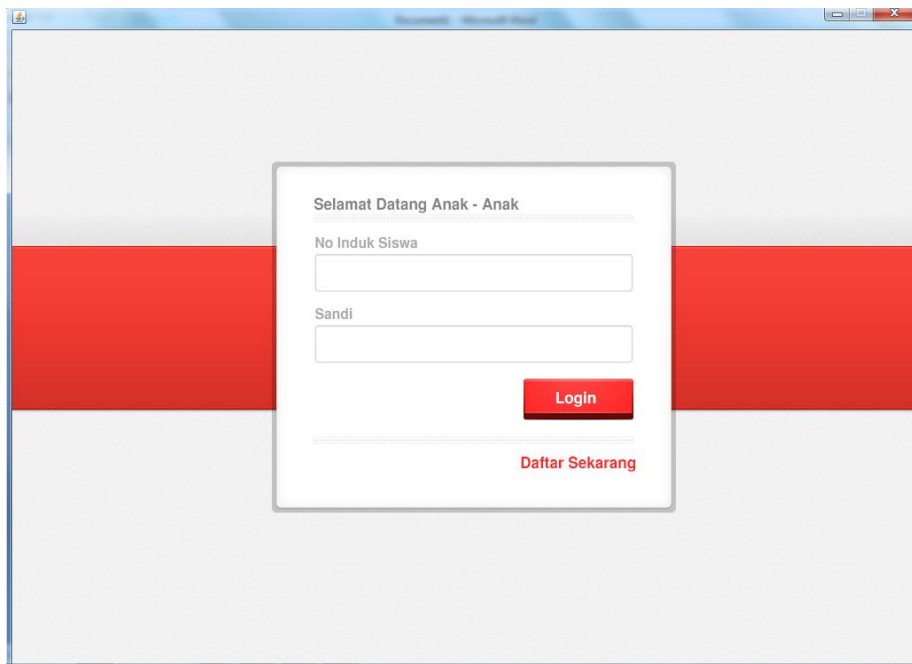 Selamat Datang Anak - Anak
No Induk Siswa
Sandi
Login
Daftar Sekarang